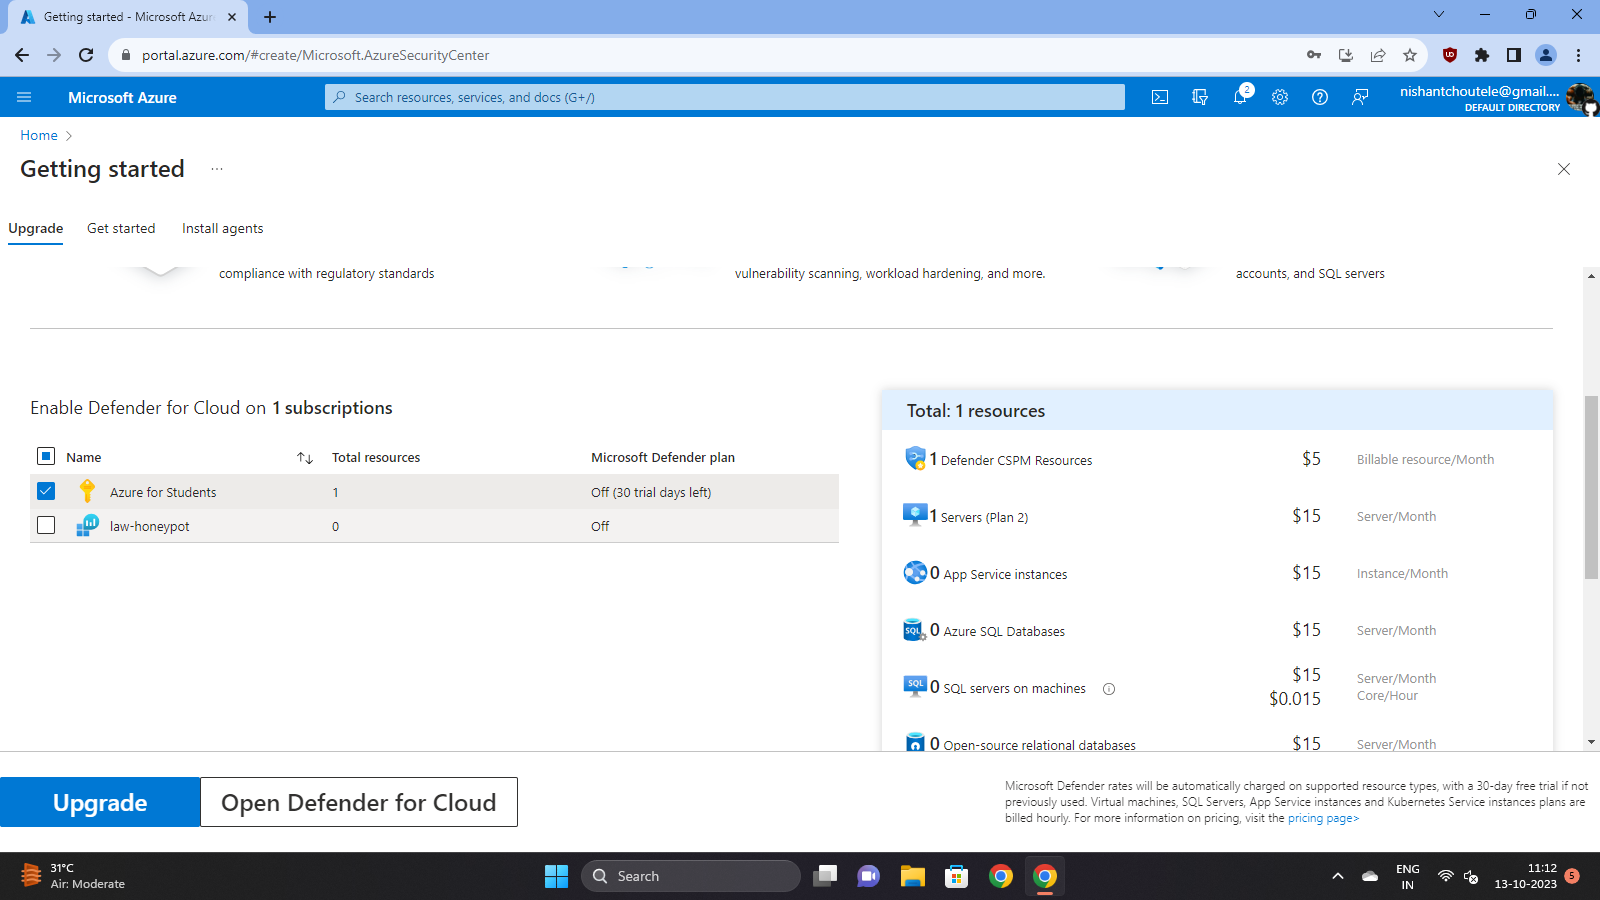 Getting started - Microsoft Azur
portal.azure.com/#create/Microsoft.AzureSecurityCenter
Microsoft Azure
Search resources, services, and docs (G+/)
2
nishantchoutele@gmail....
DEFAULT DIRECTORY
Home
Getting started
...
Upgrade
Get started
Install agents
compliance with regulatory standards
vulnerability scanning, workload hardening, and more.
accounts, and SQL servers
Enable Defender for Cloud on 1 subscriptions
Name
Total resources
Microsoft Defender plan
Azure for Students
1
Off (30 trial days left)
law-honeypot
0
Off
Total: 1 resources
1 Defender CSPM Resources
$5
Billable resource/Month
1 Servers (Plan 2)
$15
Server/Month
0 App Service instances
$15
Instance/Month
0 Azure SQL Databases
$15
Server/Month
0 SQL servers on machines
$15
Server/Month
$0.015
Core/Hour
0 Open-source relational databases
$15
Server/Month
Upgrade
Open Defender for Cloud
Microsoft Defender rates will be automatically charged on supported resource types, with a 30-day free trial if not
previously used. Virtual machines, SQL Servers, App Service instances and Kubernetes Service instances plans are
billed hourly. For more information on pricing, visit the pricing page>
31°C
Air: Moderate
Search
ENG
IN
11:12
13-10-2023
5